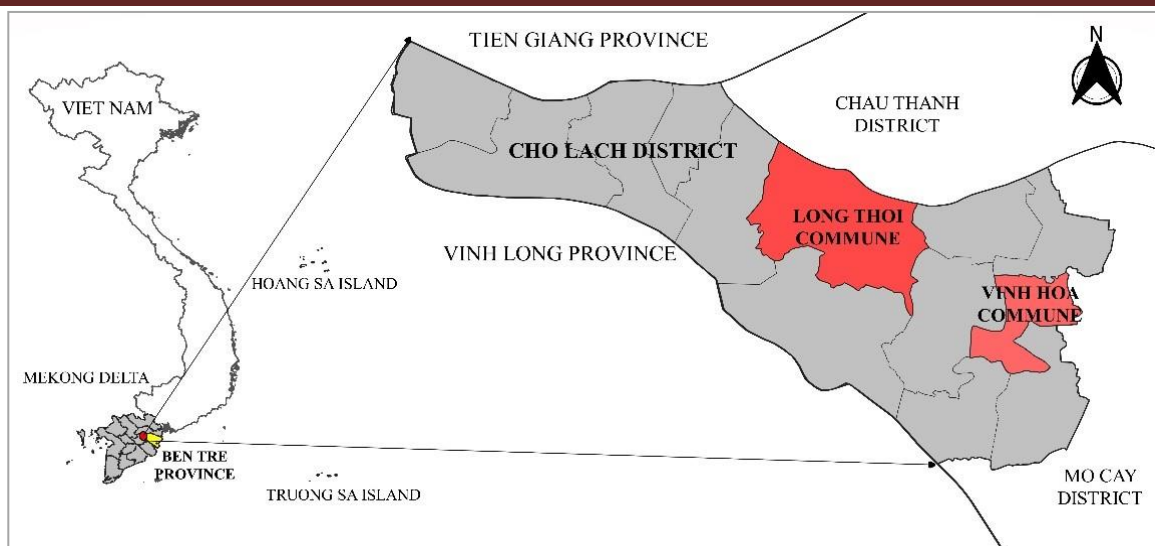 TIEN GIANG PROVINCE
N
VIET NAM
CHAU THANH
DISTRICT
CHO LACH DISTRICT
LONG THOI
COMMUNE
VINH LONG PROVINCE
HOANG SA ISLAND
VINH HOA
COMMUNE
MEKONG DELTA
BEN TRE
PROVINCE
TRUONG SA ISLAND
MO CAY
DISTRICT